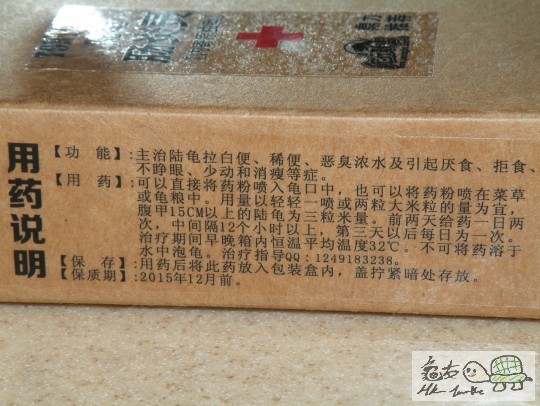 用药说明
【功 能】:主治陆龟拉白便、稀便、恶臭浓水及引起厌食、拒食、
不睁眼、少动和消瘦等症。
【用 药】:可以直接将药粉喷入龟口中，也可以将药粉喷在菜草
或龟粮中。用量以轻轻一喷或两粒大米粒的量为宜，
腹甲15CM以上的陆龟为三粒米量。前两天给药一日两
次，中间隔12个小时以上，第三天以后每日为一次。
治疗期间早晚箱内恒温平均温度32℃。不可将药溶于
水中泡龟。治疗指导QQ:1249183238。
【保 存】:用药后将此药放入包装盒内，盖拧紧暗处存放。
【保质期】:2015年12月前。